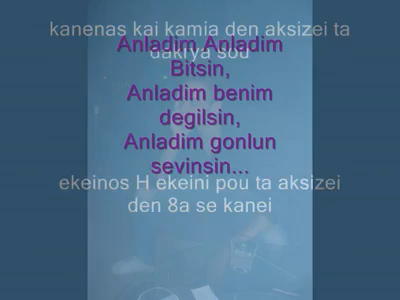 kanenas kai kamia den aksizei ta
dakrya sou
Anladim Anladim
Bitsin,
Anladim benim
degilsin,
Anladim gonlun
sevinsin...
ekeinos H ekeini pou ta aksizei
den 8a se kanei